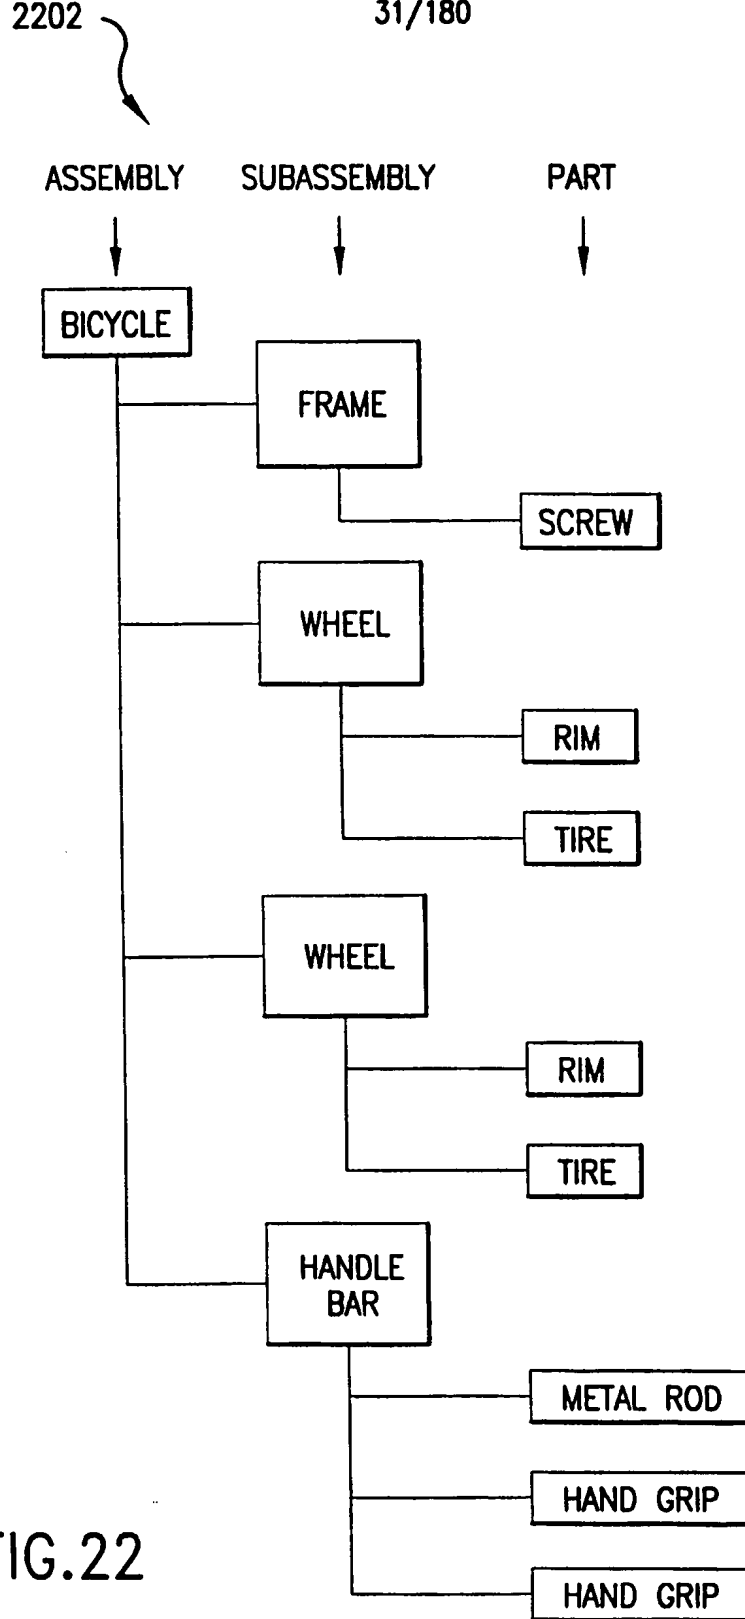 2202
31/180
ASSEMBLY SUBASSEMBLY PART
BICYCLE
FRAME
SCREW
WHEEL
RIM
TIRE
WHEEL
RIM
TIRE
HANDLE
BAR
METAL ROD
HAND GRIP
HAND GRIP
FIG.22